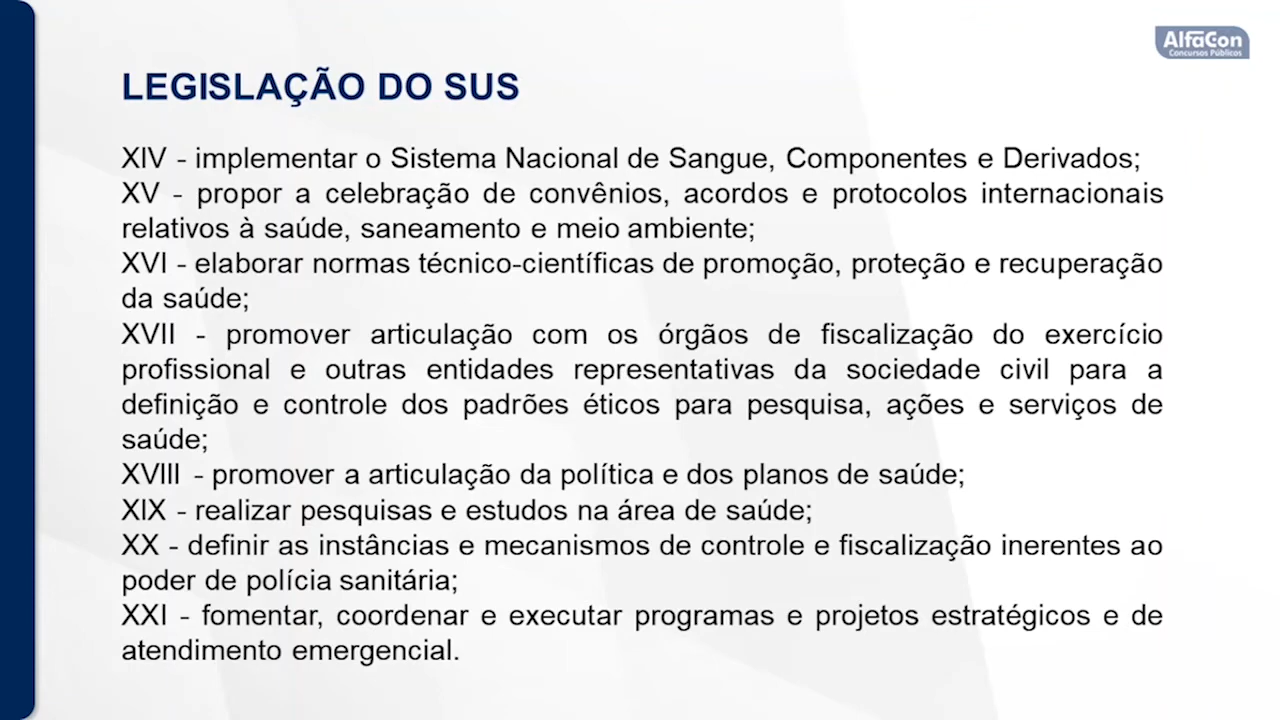 AlfaCon
Concursos Públicos
LEGISLAÇÃO DO SUS
XIV - implementar o Sistema Nacional de Sangue, Componentes e Derivados;
XV - propor a celebração de convênios, acordos e protocolos internacionais
relativos à saúde, saneamento e meio ambiente;
XVI - elaborar normas técnico-científicas de promoção, proteção e recuperação
da saúde;
XVII - promover articulação com os órgãos de fiscalização do exercício
profissional e outras entidades representativas da sociedade civil para a
definição e controle dos padrões éticos para pesquisa, ações e serviços de
saúde;
XVIII - promover a articulação da política e dos planos de saúde;
XIX - realizar pesquisas e estudos na área de saúde;
XX - definir as instâncias e mecanismos de controle e fiscalização inerentes ao
poder de polícia sanitária;
XXI - fomentar, coordenar e executar programas e projetos estratégicos e de
atendimento emergencial.